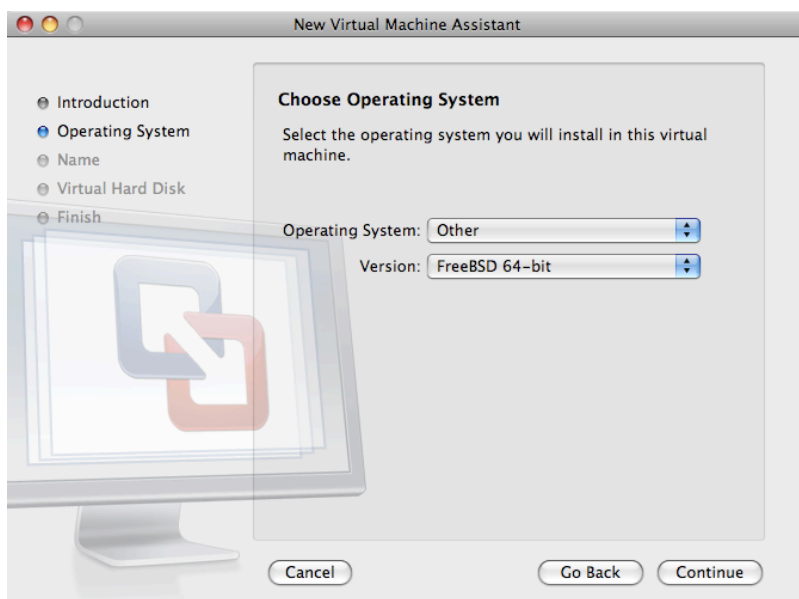 New Virtual Machine Assistant
Introduction
Operating System
Name
Virtual Hard Disk
Finish
Choose Operating System
Select the operating system you will install in this virtual
machine.
Operating System: Other
Version: FreeBSD 64-bit
Cancel
Go Back
Continue